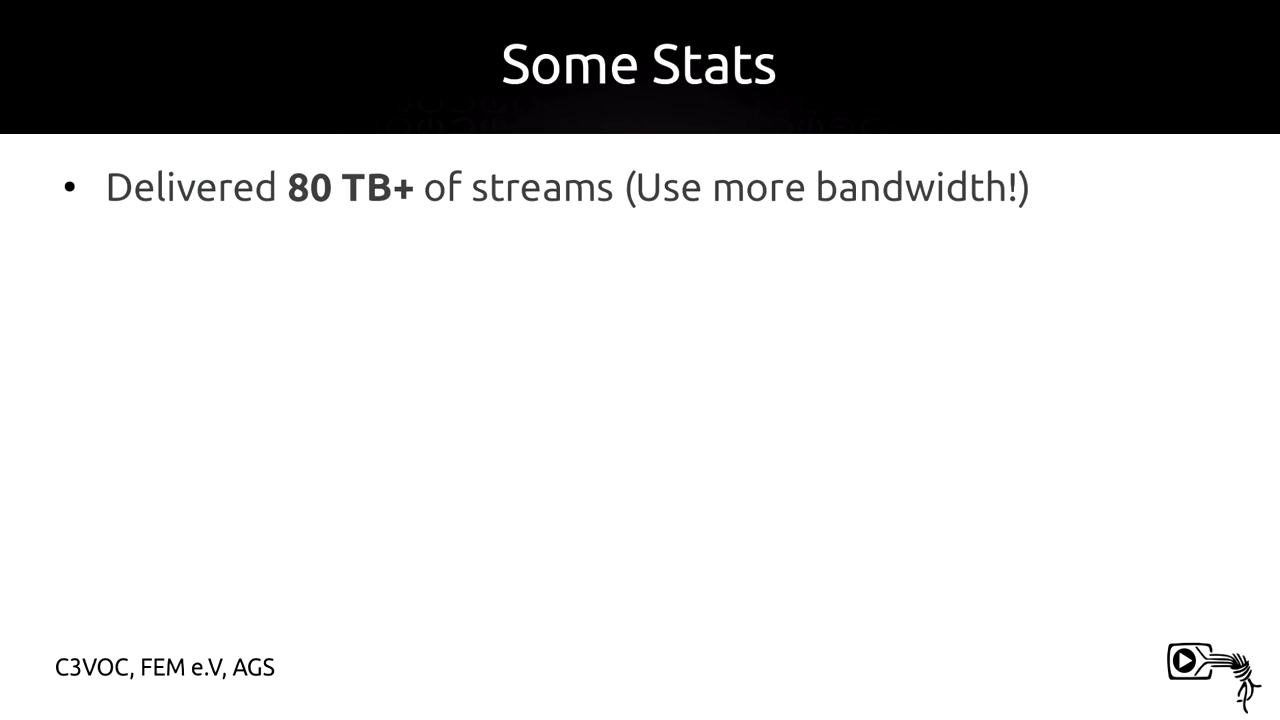 Some Stats
• Delivered 80 TB+ of streams (Use more bandwidth!)
C3VOC, FEM e.V, AGS